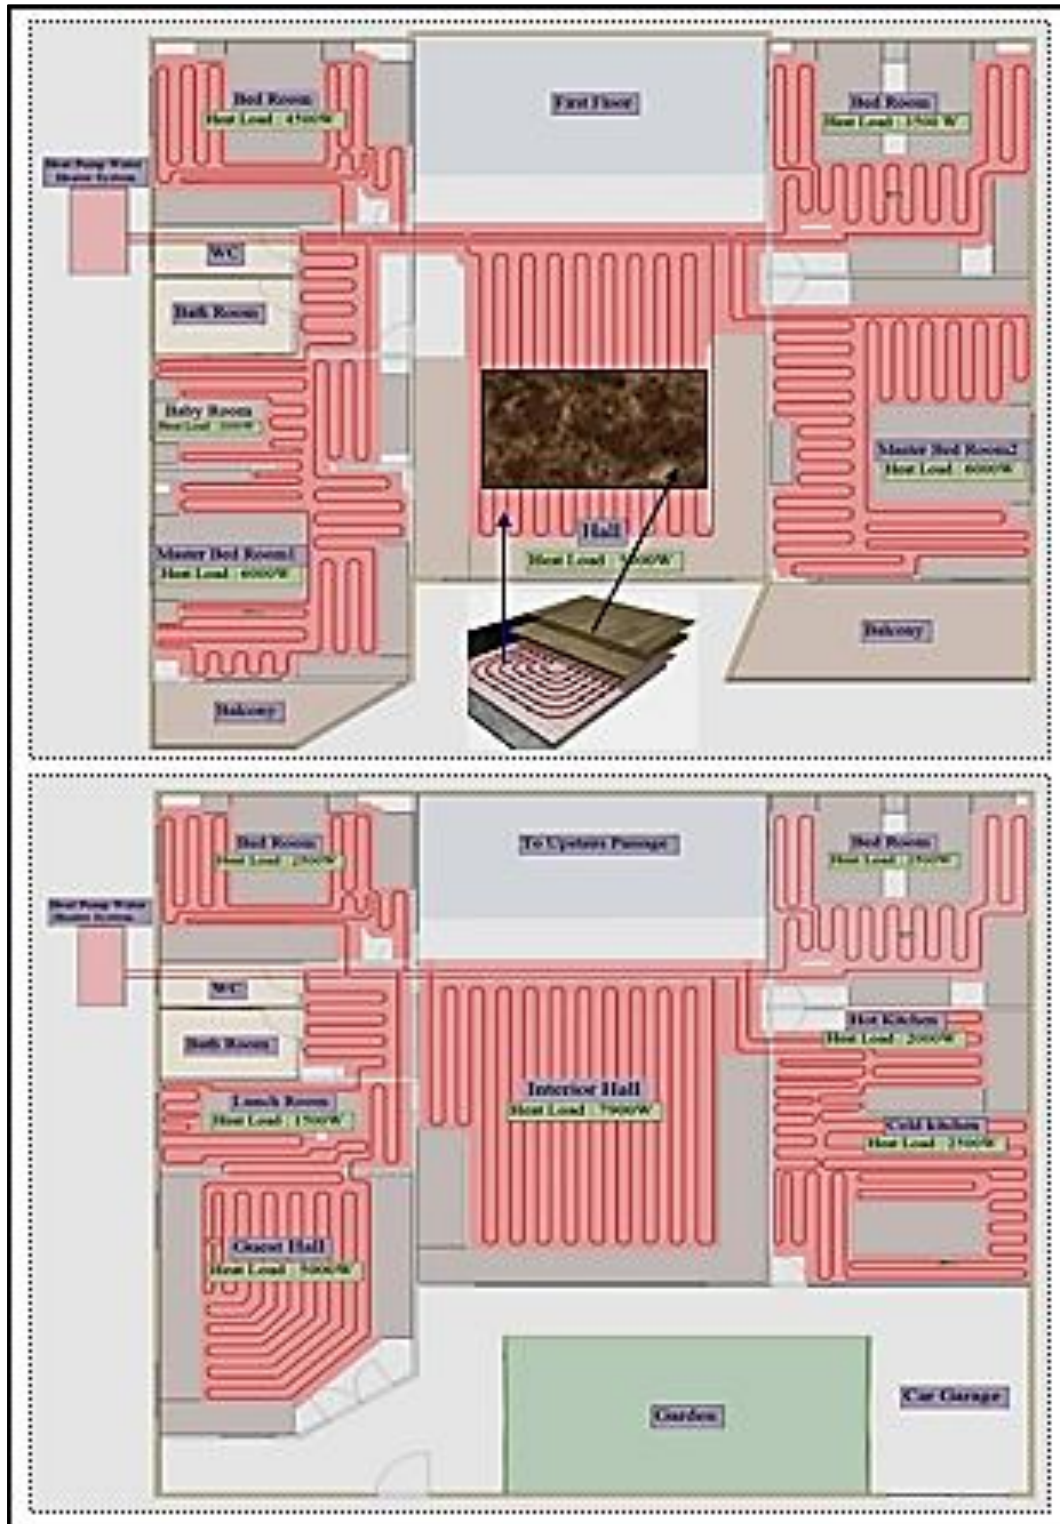 Bed Room
Heat Load : 4500W
First Floor
Bed Room
Heat Load : 1500 W
Heat Pump Water
Heater System
WC
Bath Room
Baby Room
Heat Load :
Master Bed Room2
Heat Load : 6000W
Hall
Heat Load :
Master Bed Room1
Heat Load : 6000W
Balcony
Balcony
Bed Room
Heat Load : 2500W
To Upstairs Passage
Bed Room
Heat Load :
Heat Pump Water
Heater System
WC
Hot Kitchen
Heat Load : 2000W
Bath Room
Interior Hall
Heat Load : 7900W
Lunch Room
Heat Load : 1500W
Cold kitchen
Heat Load : 2500W
Guest Hall
Heat Load : 5000W
Car Garage
Garden